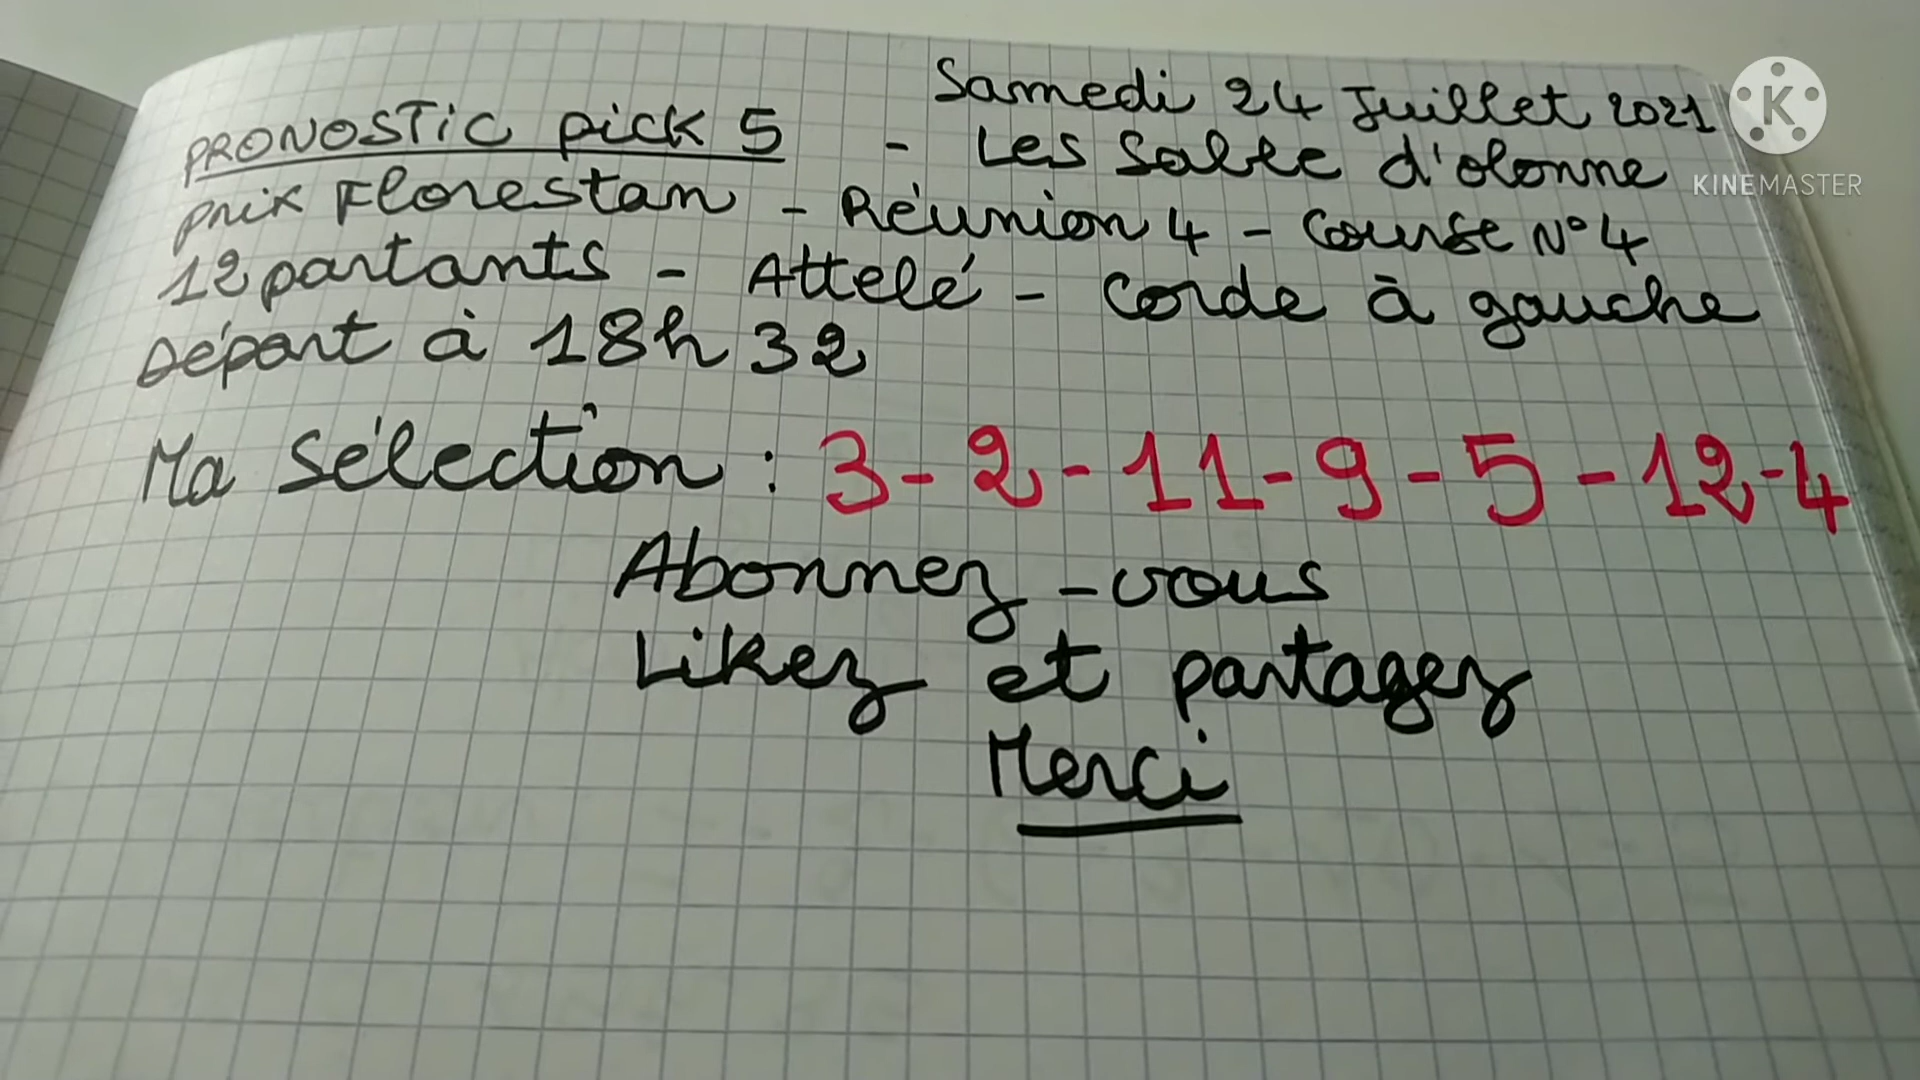 Samedi 24 Juillet 2021
PRONOSTIC pick 5 - Les Sable d'olonne
prix Florestan - Réunion 4 - Course N°4
12 partants - Attelé - Corde à gauche
Départ à 18h32
Ma Sélection : 3-2-11-9-5-12-4
Abonnez-vous
Likez et partagez
Merci
K
KINEMASTER